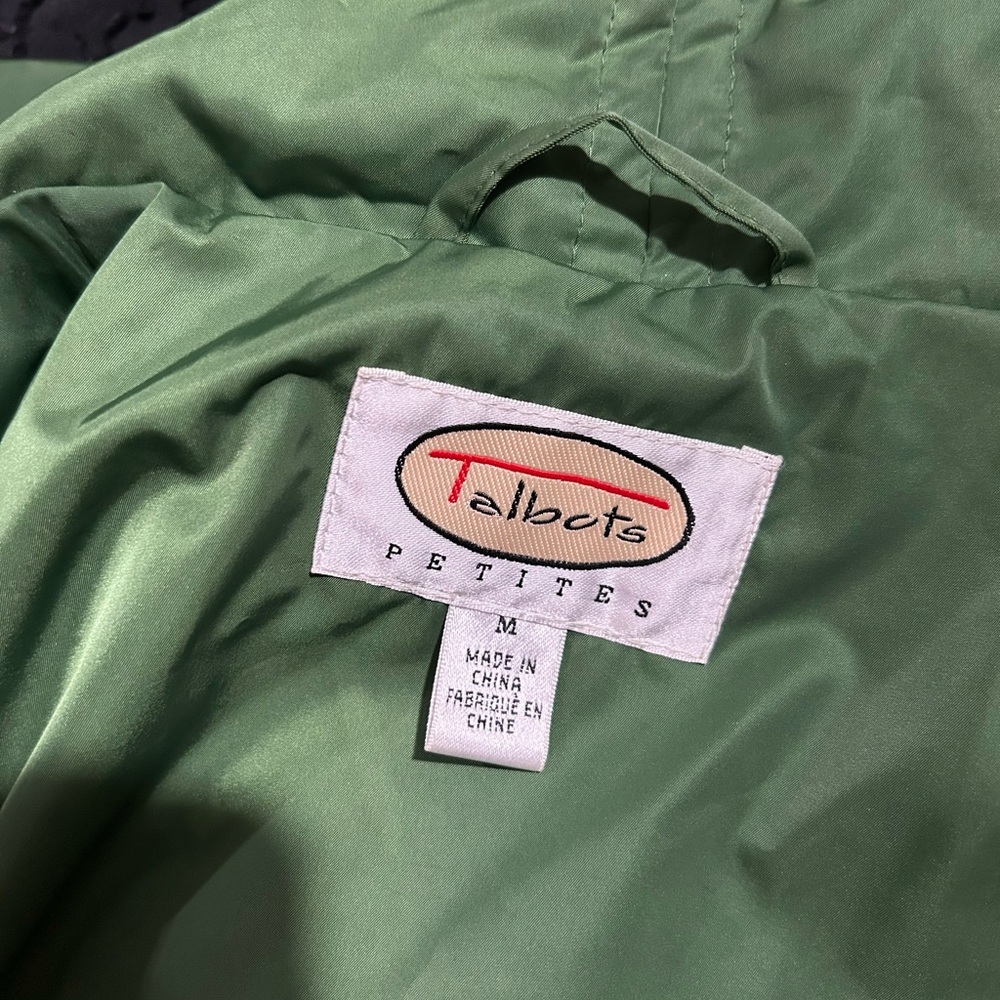 Talbots
PETITES
M
MADE IN
CHINA
FABRIQUÉ EN
CHINE